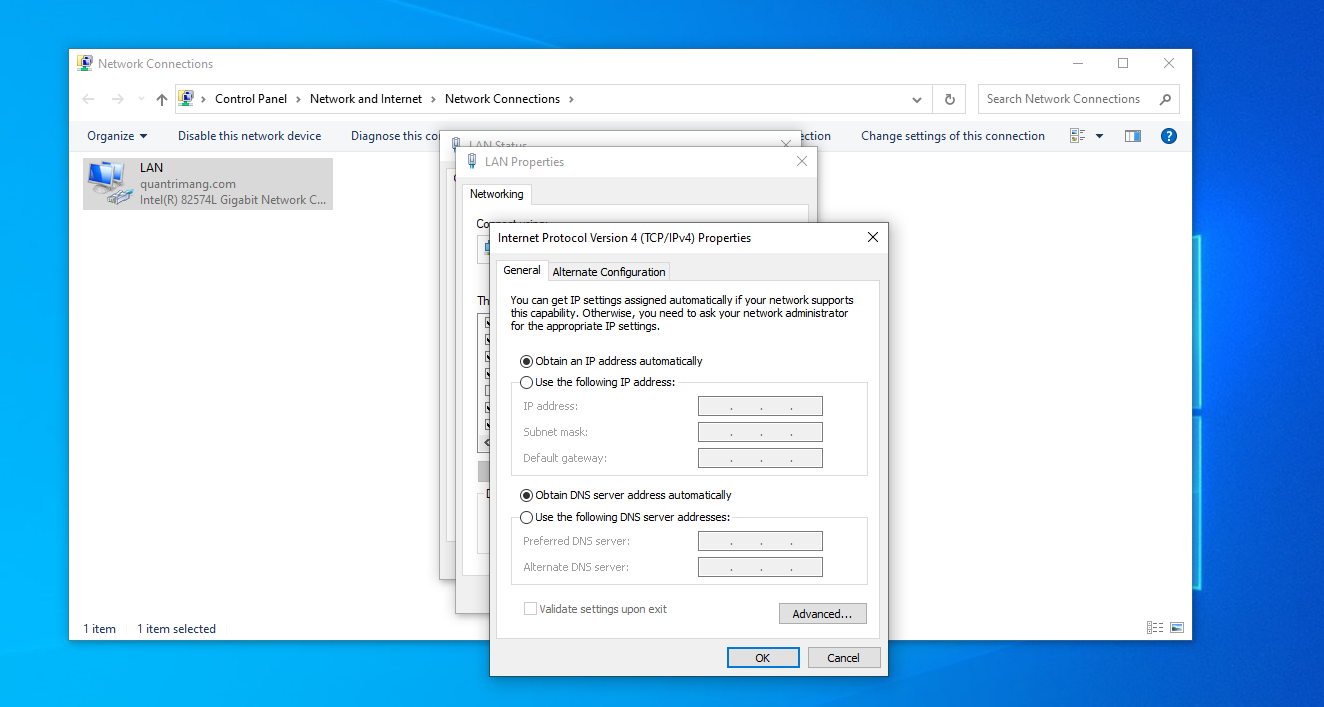 Network Connections
Control Panel › Network and Internet › Network Connections ›
Search Network Connections
Organize
Disable this network device
Diagnose this co
ction
Change settings of this connection
LAN
quantrimang.com
Intel(R) 82574L Gigabit Network C...
LAN Status
LAN Properties
Networking
Connect using:
Th
Internet Protocol Version 4 (TCP/IPv4) Properties
General
Alternate Configuration
You can get IP settings assigned automatically if your network supports
this capability. Otherwise, you need to ask your network administrator
for the appropriate IP settings.
Obtain an IP address automatically
Use the following IP address:
IP address:
Subnet mask:
Default gateway:
Obtain DNS server address automatically
Use the following DNS server addresses:
Preferred DNS server:
Alternate DNS server:
Validate settings upon exit
Advanced...
OK
Cancel
1 item
1 item selected